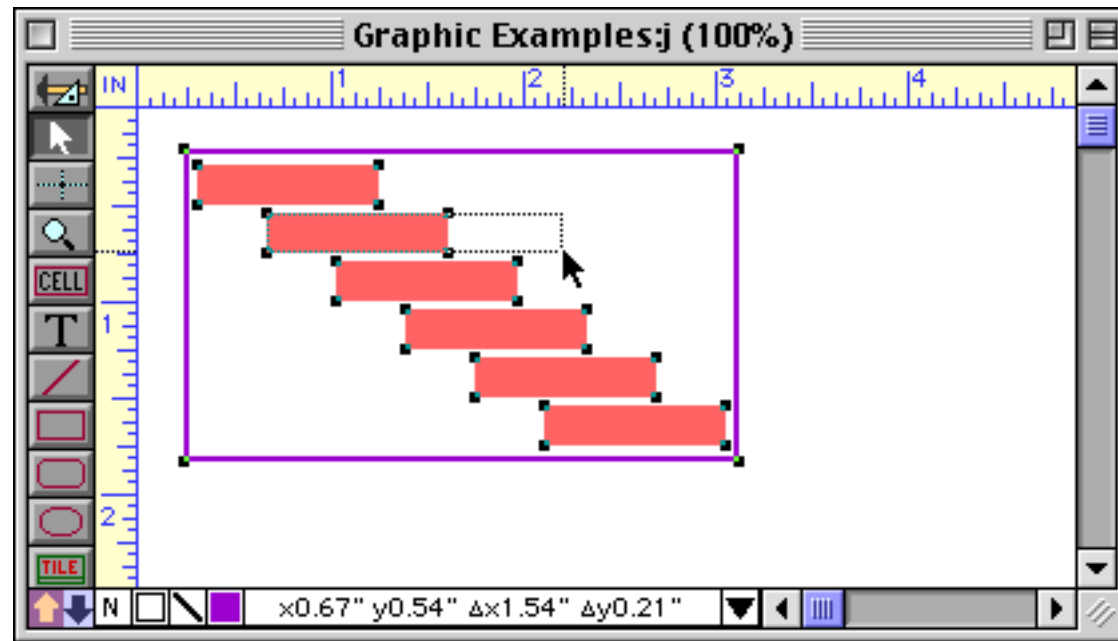 Graphic Examples:j (100%)
IN 1 2 3 4
CELL
T
1
2
TILE
N x0.67" y0.54" Δx1.54" Δy0.21"